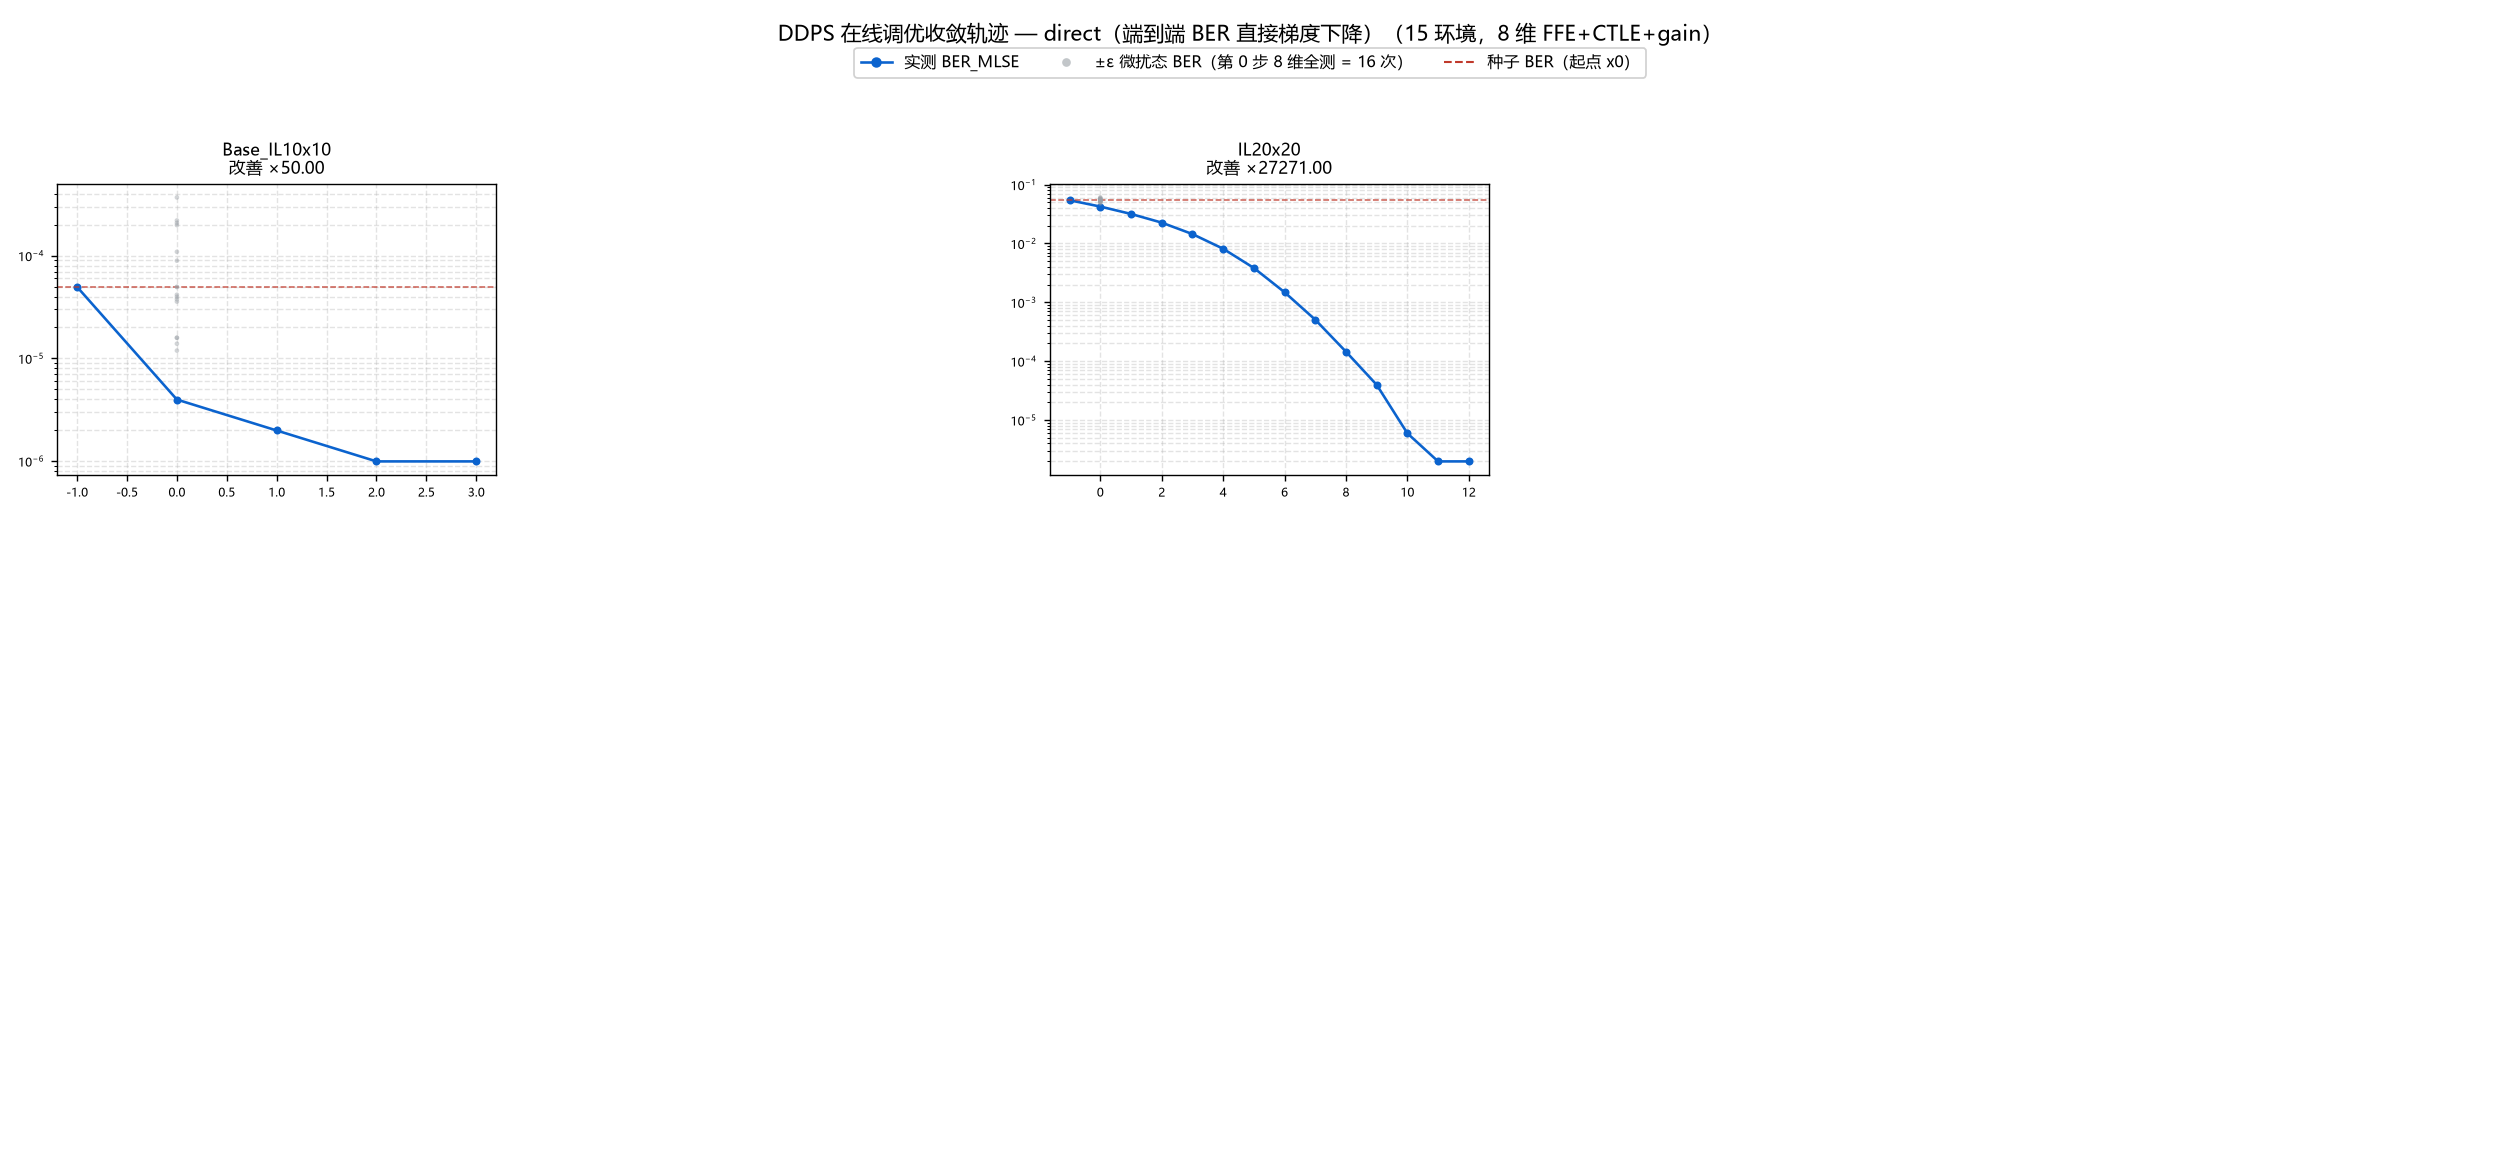 DDPS 在线调优收敛轨迹 — direct（端到端 BER 直接梯度下降）（15 环境，8 维 FFE+CTLE+gain）
实测 BER_MLSE ±ε 微扰态 BER（第 0 步 8 维全测 = 16 次） 种子 BER（起点 x0）
Base_IL10x10
改善 ×50.00
10⁻⁴
10⁻⁵
10⁻⁶
-1.0 -0.5 0.0 0.5 1.0 1.5 2.0 2.5 3.0
IL20x20
改善 ×27271.00
10⁻¹
10⁻²
10⁻³
10⁻⁴
10⁻⁵
0 2 4 6 8 10 12